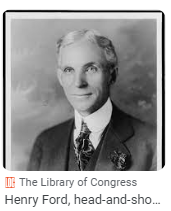 The Library of Congress
Henry Ford, head-and-sho...